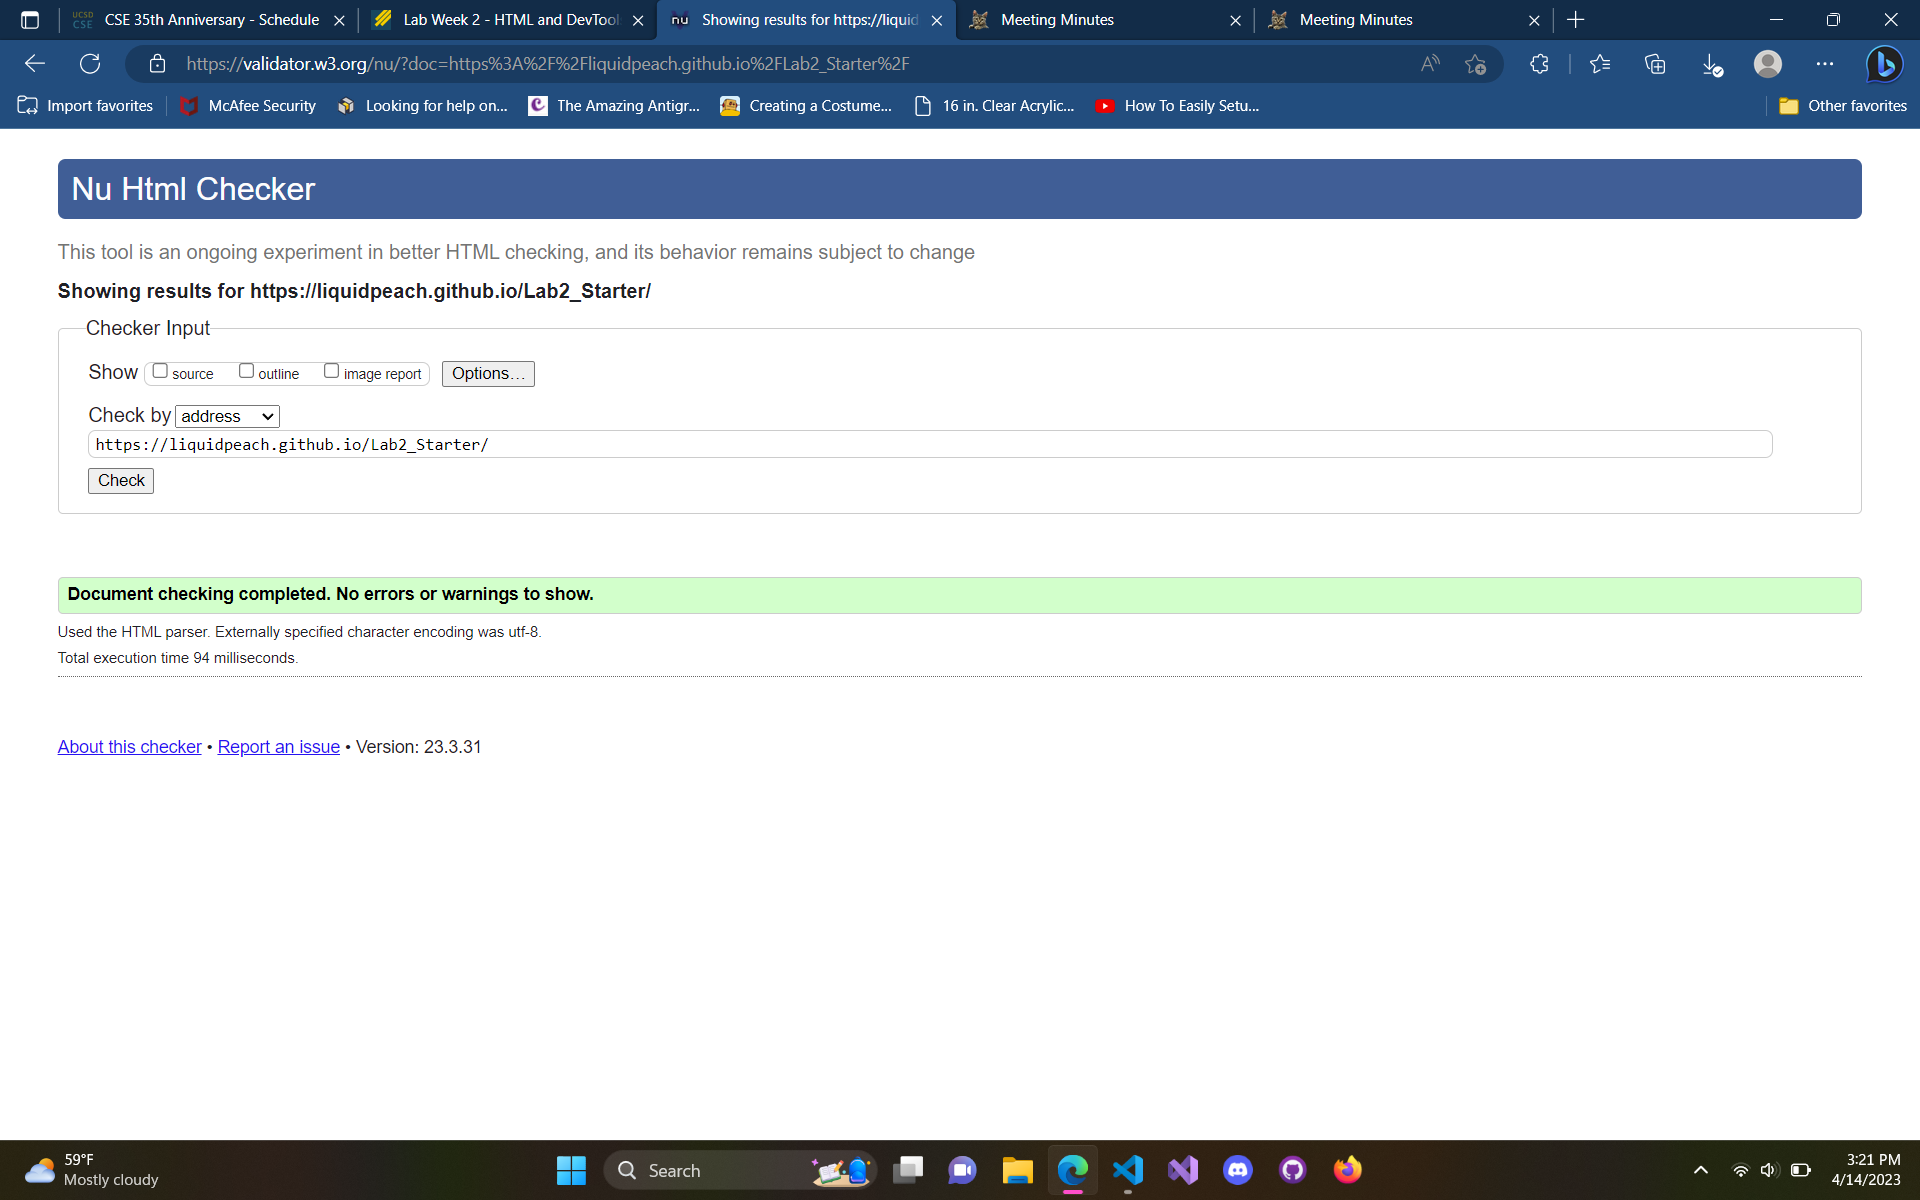 UCSD CSE
CSE 35th Anniversary - Schedule
Lab Week 2 - HTML and DevTool
nu
Showing results for https://liquid
Meeting Minutes
Meeting Minutes
https://validator.w3.org/nu/?doc=https%3A%2F%2Fliquidpeach.github.io%2FLab2_Starter%2F
Import favorites
McAfee Security
Looking for help on...
The Amazing Antigr...
Creating a Costume...
16 in. Clear Acrylic...
How To Easily Setu...
Other favorites
Nu Html Checker
This tool is an ongoing experiment in better HTML checking, and its behavior remains subject to change
Showing results for https://liquidpeach.github.io/Lab2_Starter/
Checker Input
Show source outline image report Options...
Check by address
https://liquidpeach.github.io/Lab2_Starter/
Check
Document checking completed. No errors or warnings to show.
Used the HTML parser. Externally specified character encoding was utf-8.
Total execution time 94 milliseconds.
About this checker • Report an issue • Version: 23.3.31
59°F
Mostly cloudy
Search
3:21 PM
4/14/2023